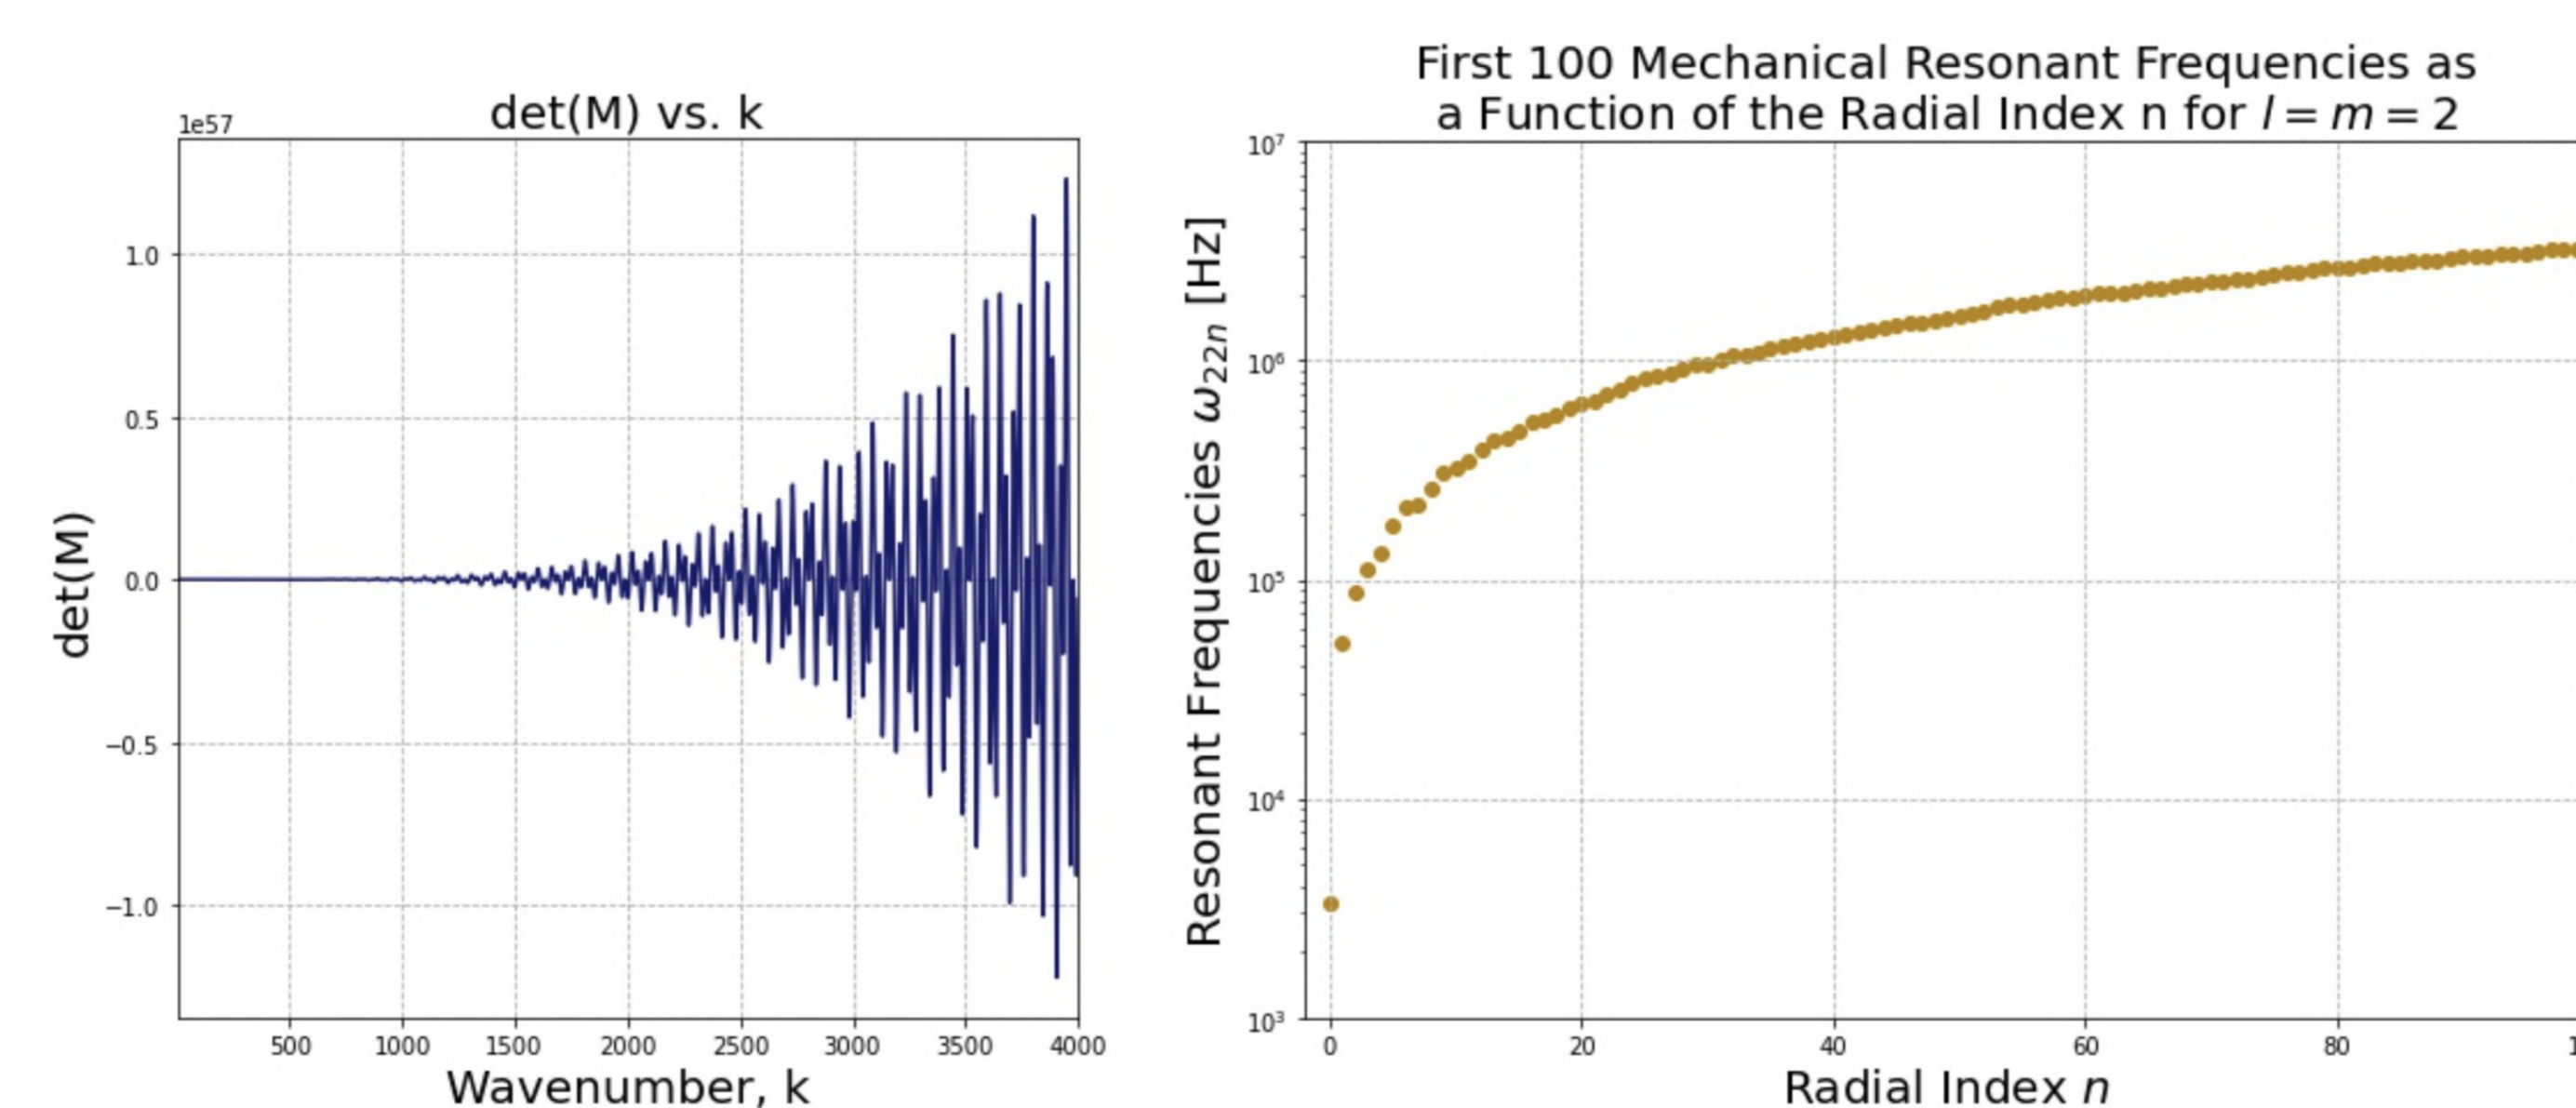 det(M) vs. k
1e57
1.0
0.5
0.0
−0.5
−1.0
det(M)
500 1000 1500 2000 2500 3000 3500 4000
Wavenumber, k
First 100 Mechanical Resonant Frequencies as
a Function of the Radial Index n for l = m = 2
10⁷
10⁶
10⁵
10⁴
10³
Resonant Frequencies ω₂₂ₙ [Hz]
0 20 40 60 80
Radial Index n